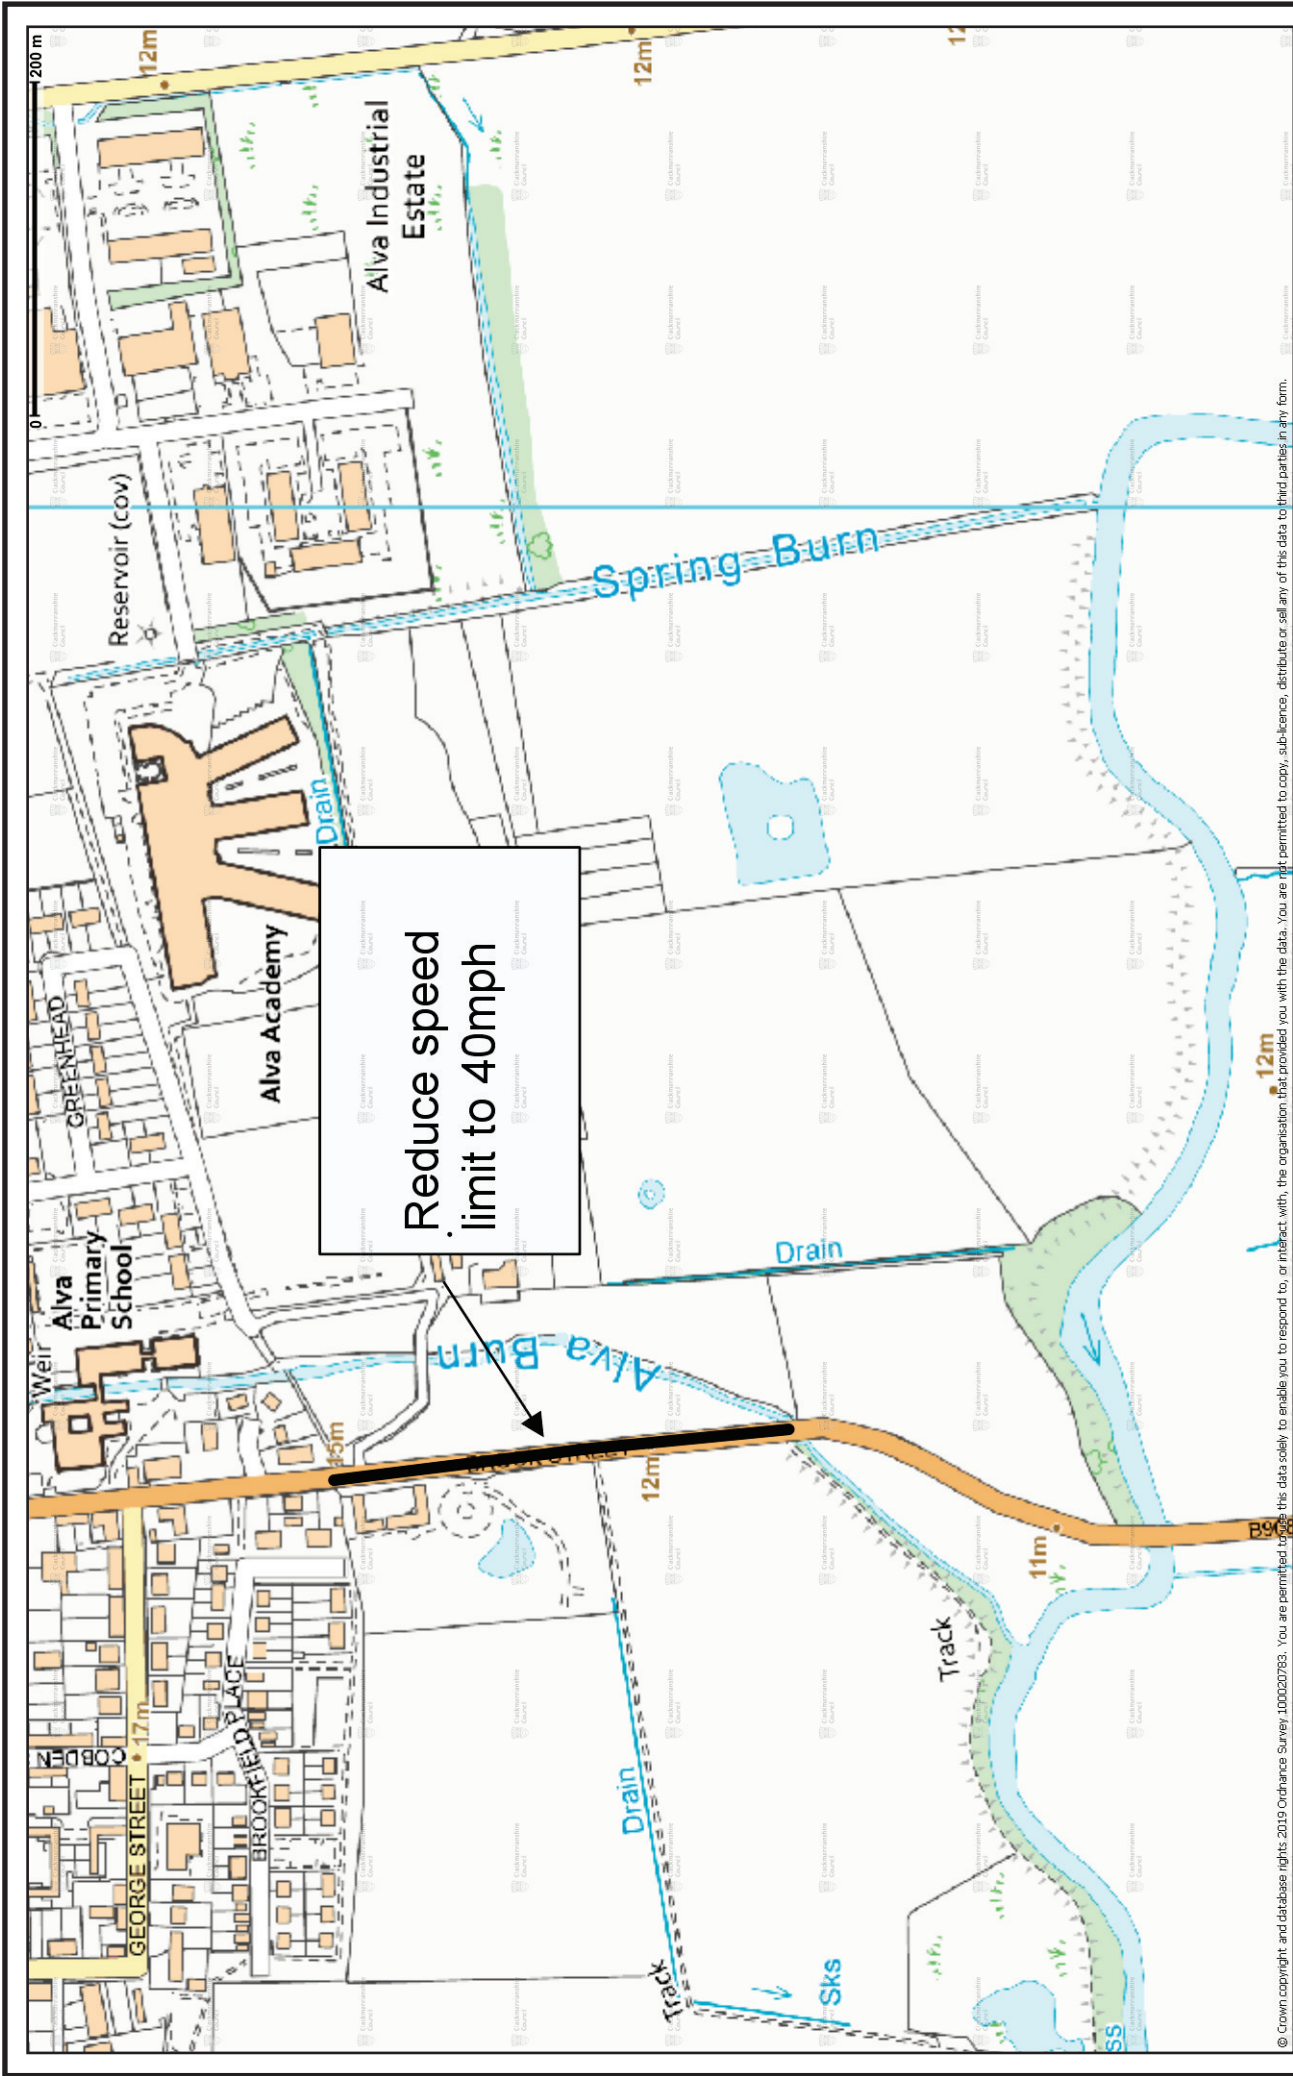 Reduce speed
limit to 40mph
200 m
0
12m
12m
12
Alva Industrial
Estate
Reservoir (cov)
Spring Burn
Drain
Alva Academy
GREENHEAD
Alva
Primary
School
Weir
Alva Burn
Drain
15m
12m
12m
11m
Track
COBDEN
17m
GEORGE STREET
BROOKFIELD PLACE
Drain
Track
Sks
Clackmannanshire
Council
© Crown copyright and database rights 2019 Ordnance Survey 100020783. You are permitted to use this data solely to enable you to respond to, or interact with, the organisation that provided you with the data. You are not permitted to copy, sub-licence, distribute or sell any of this data to third parties in any form.